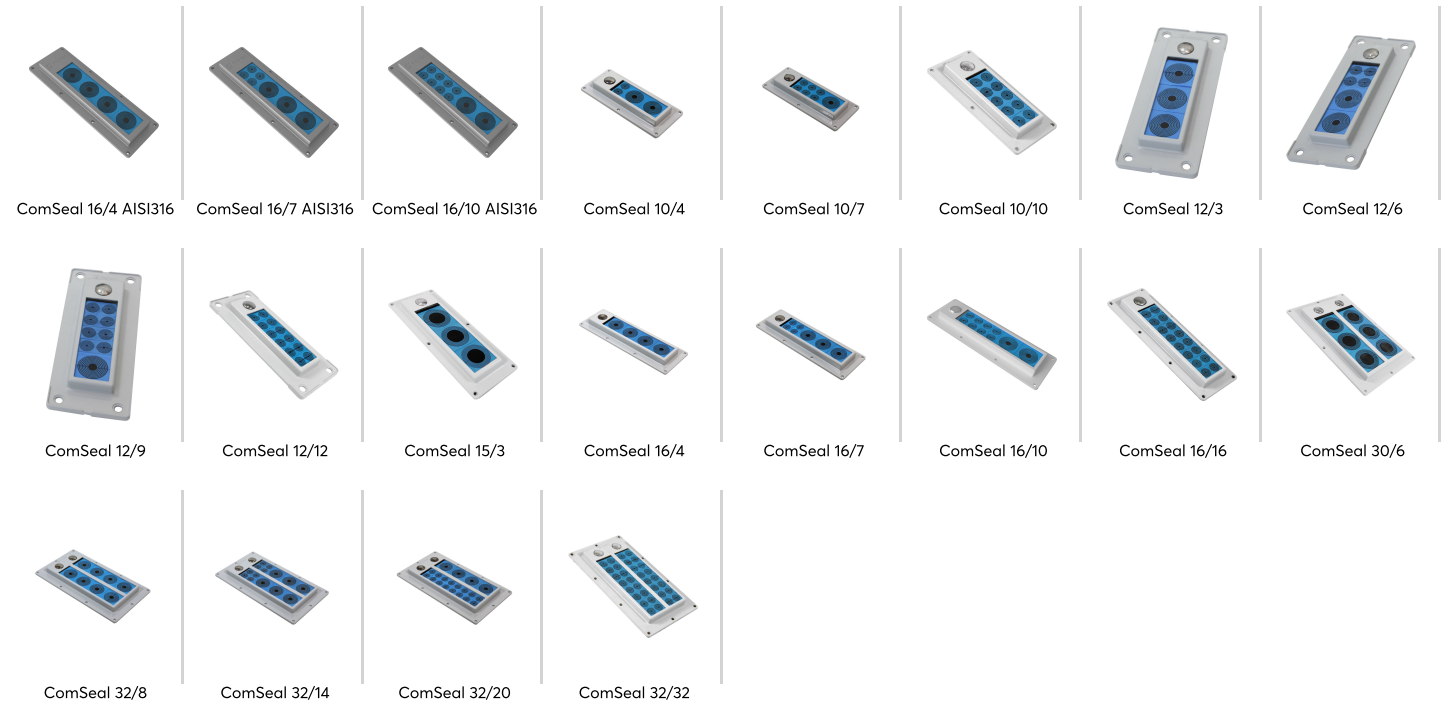 ComSeal 16/4 AISI316
ComSeal 16/7 AISI316
ComSeal 16/10 AISI316
ComSeal 10/4
ComSeal 10/7
ComSeal 10/10
ComSeal 12/3
ComSeal 12/6
ComSeal 12/9
ComSeal 12/12
ComSeal 15/3
ComSeal 16/4
ComSeal 16/7
ComSeal 16/10
ComSeal 16/16
ComSeal 30/6
ComSeal 32/8
ComSeal 32/14
ComSeal 32/20
ComSeal 32/32